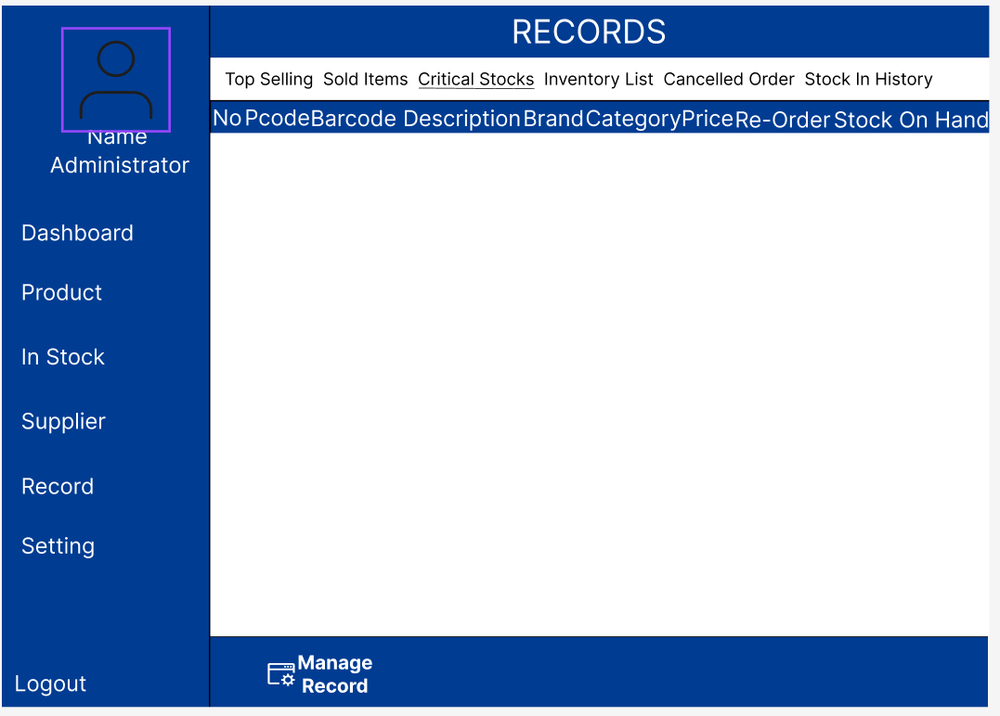 RECORDS
Top Selling Sold Items Critical Stocks Inventory List Cancelled Order Stock In History
No Pcode Barcode Description Brand Category Price Re-Order Stock On Hand
Name
Administrator
Dashboard
Product
In Stock
Supplier
Record
Setting
Logout
Manage
Record